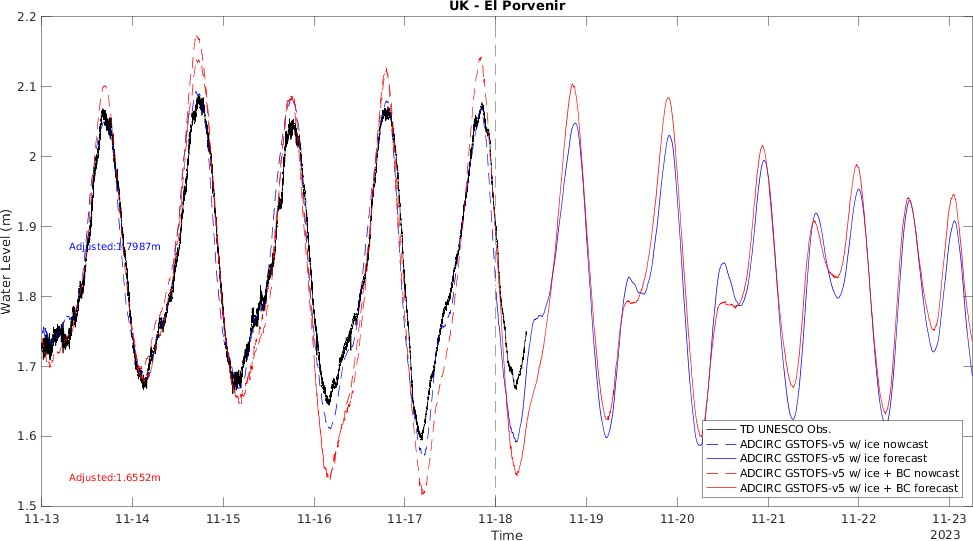 UK - El Porvenir
2.2
2.1
2
1.9
1.8
1.7
1.6
1.5
Water Level (m)
Adjusted:1.7987m
Adjusted:1.6552m
TD UNESCO Obs.
ADCIRC GSTOFS-v5 w/ ice nowcast
ADCIRC GSTOFS-v5 w/ ice forecast
ADCIRC GSTOFS-v5 w/ ice + BC nowcast
ADCIRC GSTOFS-v5 w/ ice + BC forecast
11-13 11-14 11-15 11-16 11-17 11-18 11-19 11-20 11-21 11-22 11-23
Time 2023